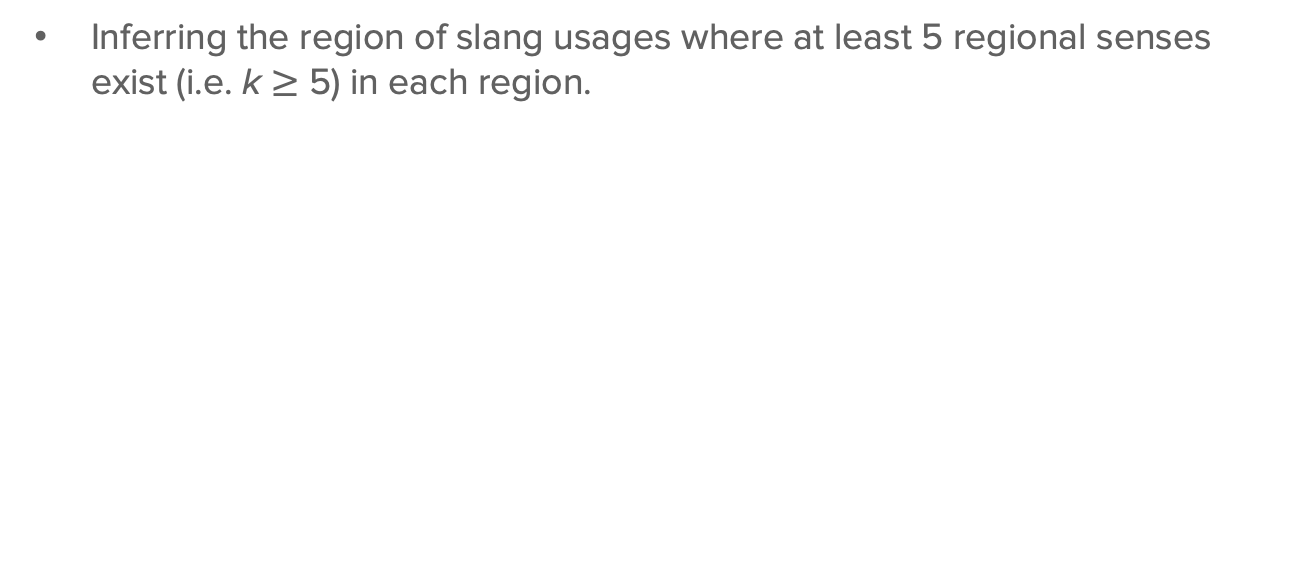 • Inferring the region of slang usages where at least 5 regional senses
exist (i.e. k ≥ 5) in each region.